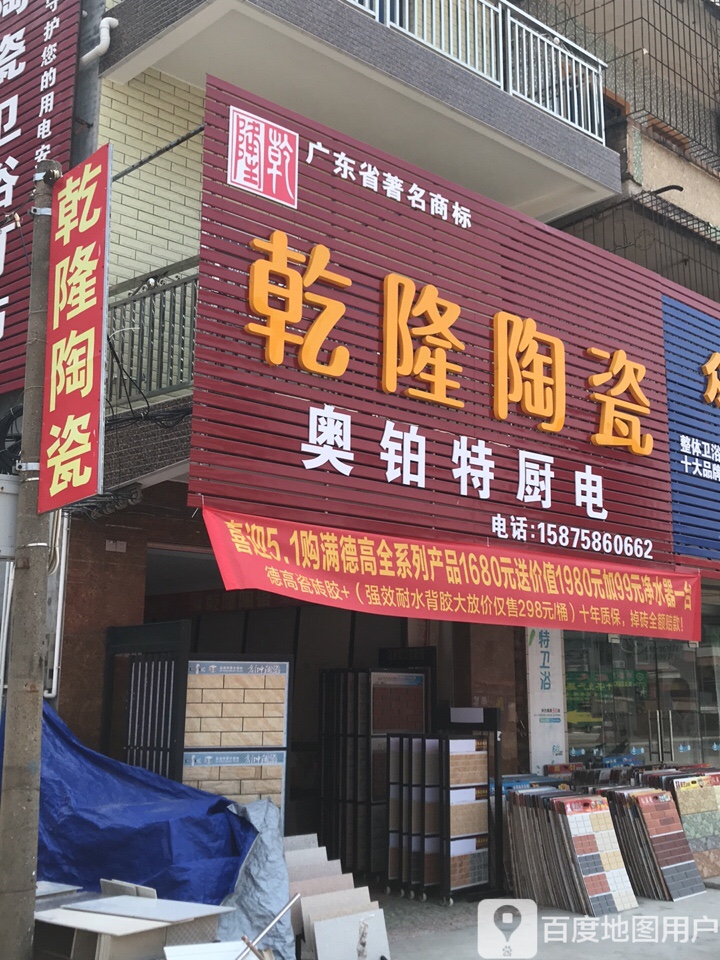 守护您的用电安
陶瓷卫浴灯
乾隆陶瓷
乾隆
广东省著名商标
乾隆陶瓷
奥铂特厨电
电话:15875860662
整体卫浴
十大品牌
喜迎5.1购满德高全系列产品1680元送价值1980元加99元净水器一台
德高瓷砖胶+(强效耐水背胶大放价仅售298元/桶)十年质保,掉砖全额赔款!
特卫浴
百度地图用户